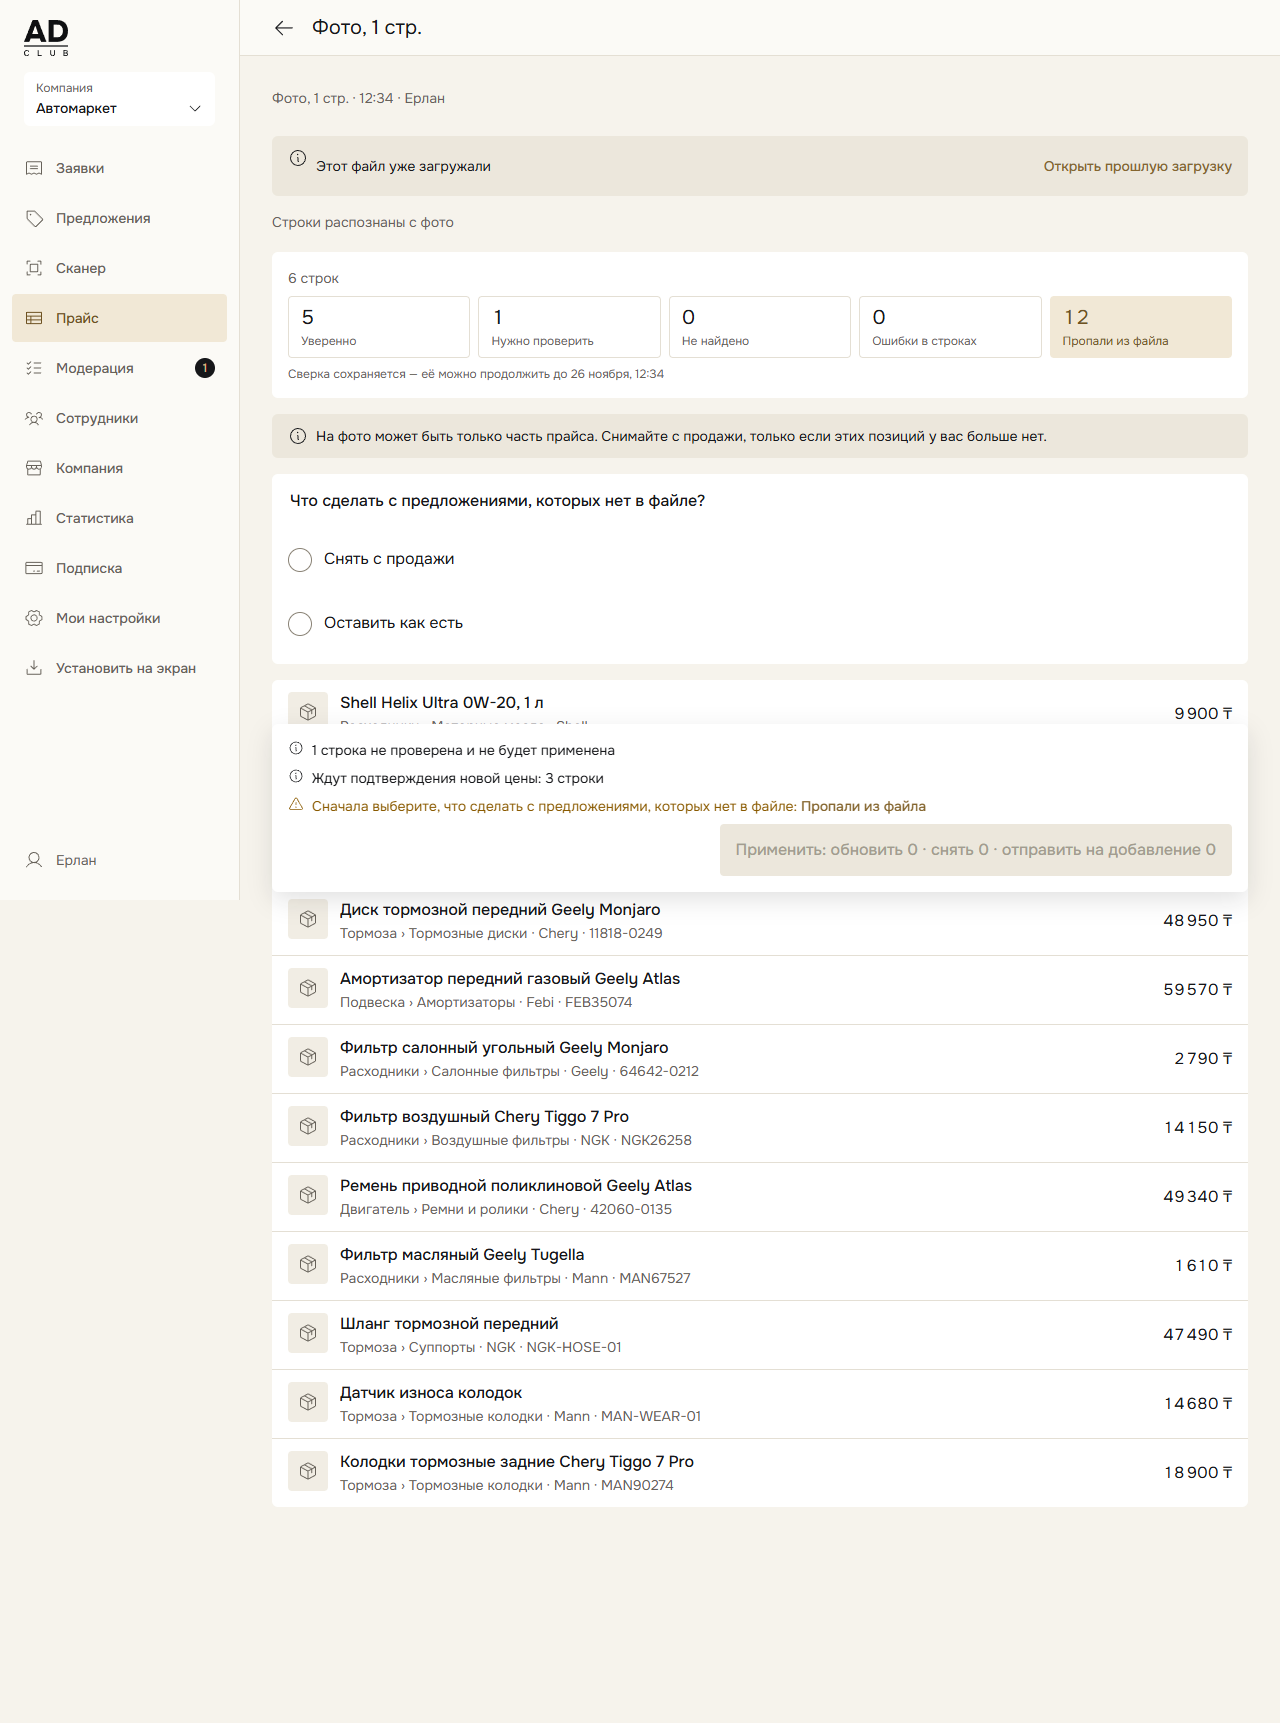 AD
CLUB
Компания
Автомаркет
Заявки
Предложения
Сканер
Прайс
Модерация
1
Сотрудники
Компания
Статистика
Подписка
Мои настройки
Установить на экран
Ерлан
Фото, 1 стр.
Фото, 1 стр. · 12:34 · Ерлан
Этот файл уже загружали
Открыть прошлую загрузку
Строки распознаны с фото
6 строк
5
Уверенно
1
Нужно проверить
0
Не найдено
0
Ошибки в строках
12
Пропали из файла
Сверка сохраняется — её можно продолжить до 26 ноября, 12:34
На фото может быть только часть прайса. Снимайте с продажи, только если этих позиций у вас больше нет.
Что сделать с предложениями, которых нет в файле?
Снять с продажи
Оставить как есть
Shell Helix Ultra 0W-20, 1 л
9 900 ₸
1 строка не проверена и не будет применена
Ждут подтверждения новой цены: 3 строки
Сначала выберите, что сделать с предложениями, которых нет в файле: Пропали из файла
Применить: обновить 0 · снять 0 · отправить на добавление 0
Диск тормозной передний Geely Monjaro
Тормоза › Тормозные диски · Chery · 11818-0249
48 950 ₸
Амортизатор передний газовый Geely Atlas
Подвеска › Амортизаторы · Febi · FEB35074
59 570 ₸
Фильтр салонный угольный Geely Monjaro
Расходники › Салонные фильтры · Geely · 64642-0212
2 790 ₸
Фильтр воздушный Chery Tiggo 7 Pro
Расходники › Воздушные фильтры · NGK · NGK26258
14 150 ₸
Ремень приводной поликлиновой Geely Atlas
Двигатель › Ремни и ролики · Chery · 42060-0135
49 340 ₸
Фильтр масляный Geely Tugella
Расходники › Масляные фильтры · Mann · MAN67527
1 610 ₸
Шланг тормозной передний
Тормоза › Суппорты · NGK · NGK-HOSE-01
47 490 ₸
Датчик износа колодок
Тормоза › Тормозные колодки · Mann · MAN-WEAR-01
14 680 ₸
Колодки тормозные задние Chery Tiggo 7 Pro
Тормоза › Тормозные колодки · Mann · MAN90274
18 900 ₸